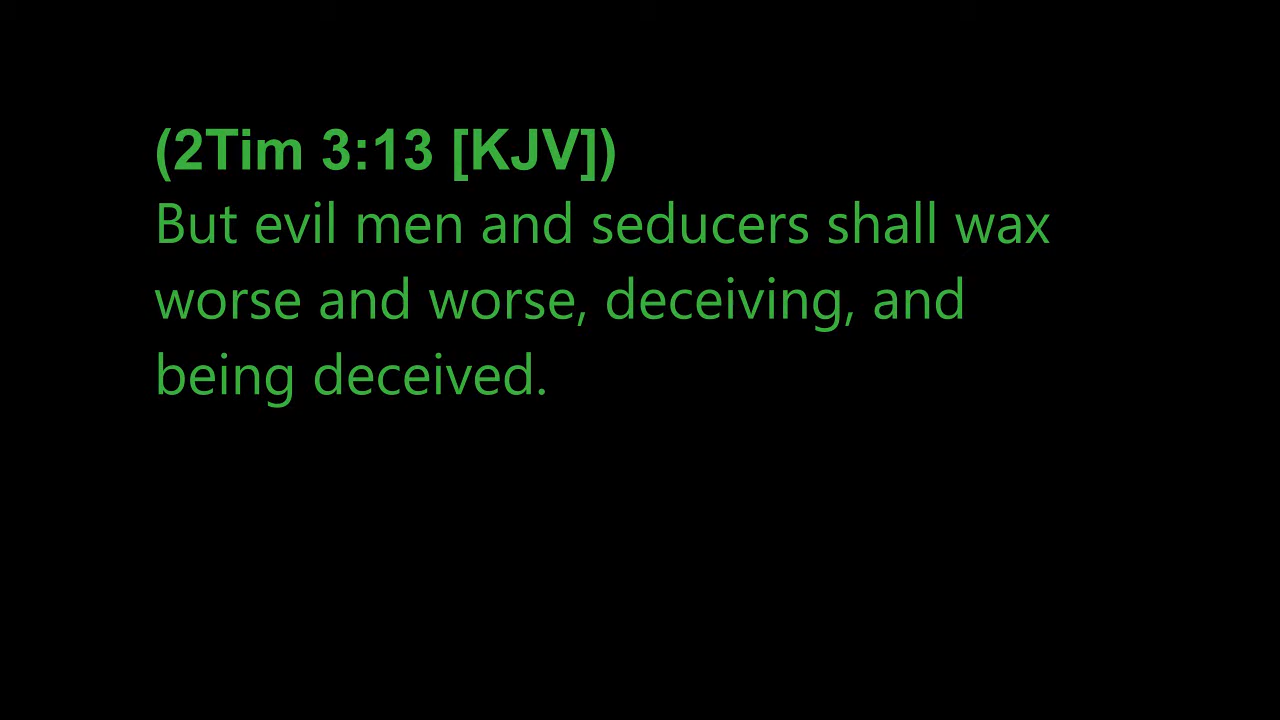 (2Tim 3:13 [KJV])
But evil men and seducers shall wax
worse and worse, deceiving, and
being deceived.